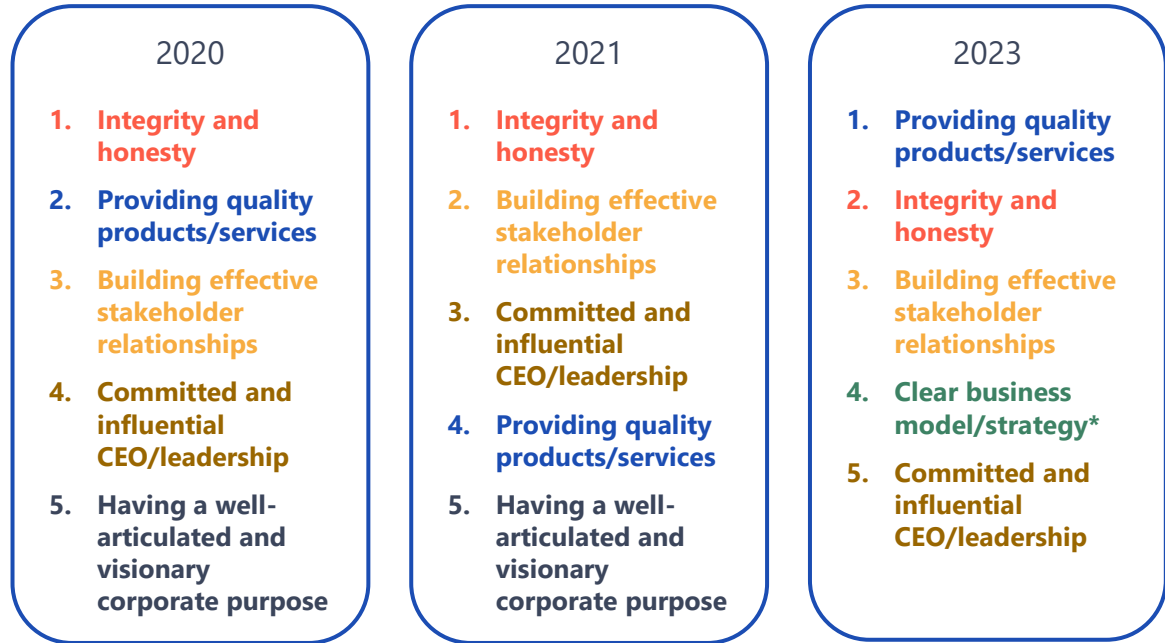 2020
1. Integrity and
honesty
2. Providing quality
products/services
3. Building effective
stakeholder
relationships
4. Committed and
influential
CEO/leadership
5. Having a well-
articulated and
visionary
corporate purpose
2021
1. Integrity and
honesty
2. Building effective
stakeholder
relationships
3. Committed and
influential
CEO/leadership
4. Providing quality
products/services
5. Having a well-
articulated and
visionary
corporate purpose
2023
1. Providing quality
products/services
2. Integrity and
honesty
3. Building effective
stakeholder
relationships
4. Clear business
model/strategy*
5. Committed and
influential
CEO/leadership